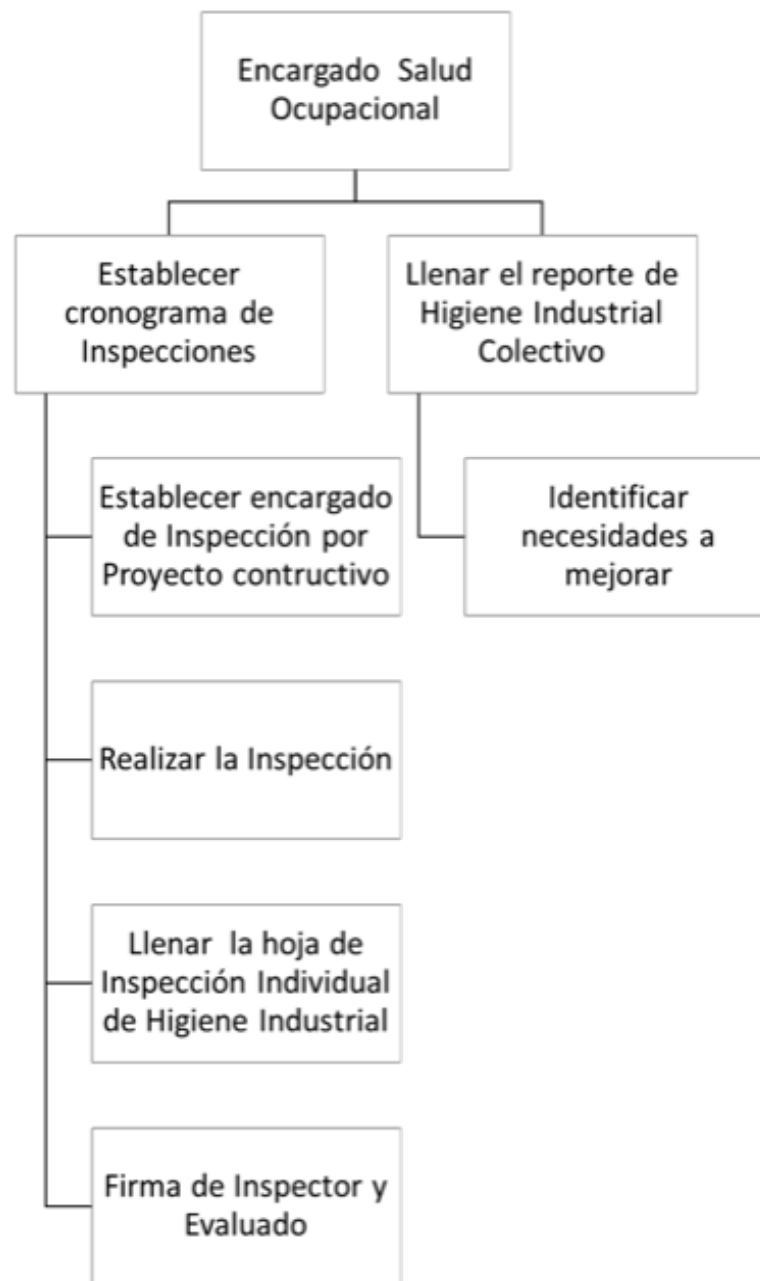 Encargado Salud
Ocupacional
Establecer
cronograma de
Inspecciones
Llenar el reporte de
Higiene Industrial
Colectivo
Establecer encargado
de Inspección por
Proyecto contructivo
Identificar
necesidades a
mejorar
Realizar la Inspección
Llenar la hoja de
Inspección Individual
de Higiene Industrial
Firma de Inspector y
Evaluado